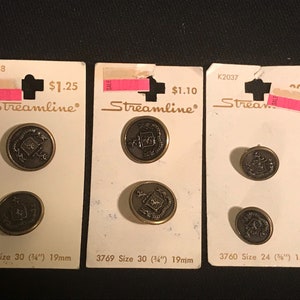 $1.25
Streamline®
Size 30 (¾") 19mm
$1.10
Streamline®
3769 Size 30 (¾") 19mm
K2037
Streamline
3760 Size 24 (⅝")